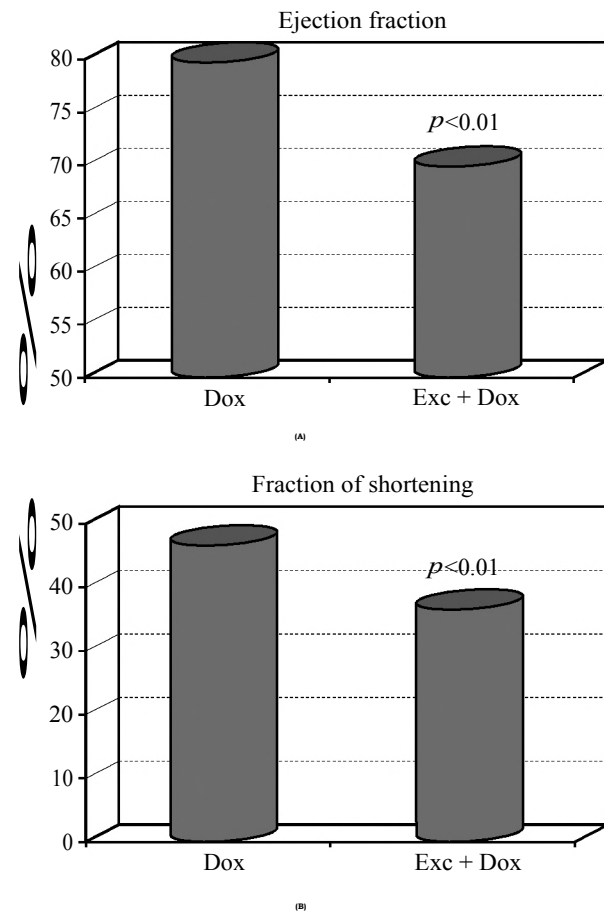 Ejection fraction
80
75
70
65
60
55
50
%
p<0.01
Dox
Exc + Dox
(A)
Fraction of shortening
50
40
30
20
10
0
%
p<0.01
Dox
Exc + Dox
(B)